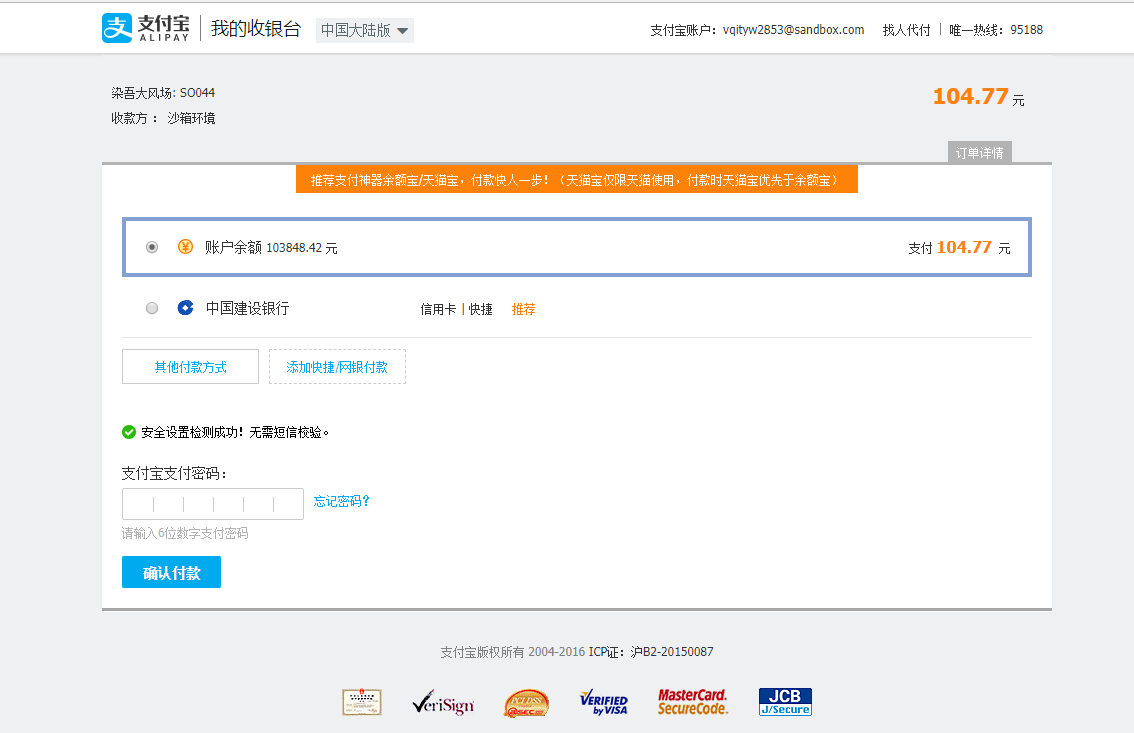 支付宝 ALIPAY 我的收银台 中国大陆版 支付宝账户：vqityw2853@sandbox.com 找人代付 唯一热线：95188
染吾大风场: SO044 104.77 元
收款方： 沙箱环境
订单详情
推荐支付神器余额宝/天猫宝，付款快人一步！（天猫宝仅限天猫使用，付款时天猫宝优先于余额宝）
账户余额 103848.42 元 支付 104.77 元
中国建设银行 信用卡 | 快捷 推荐
其他付款方式 添加快捷/网银付款
安全设置检测成功！无需短信校验。
支付宝支付密码：
忘记密码？
请输入6位数字支付密码
确认付款
支付宝版权所有 2004-2016 ICP证：沪B2-20150087
VeriSign PCI DSS @SEC VERIFIED by VISA MasterCard. SecureCode. JCB J/Secure